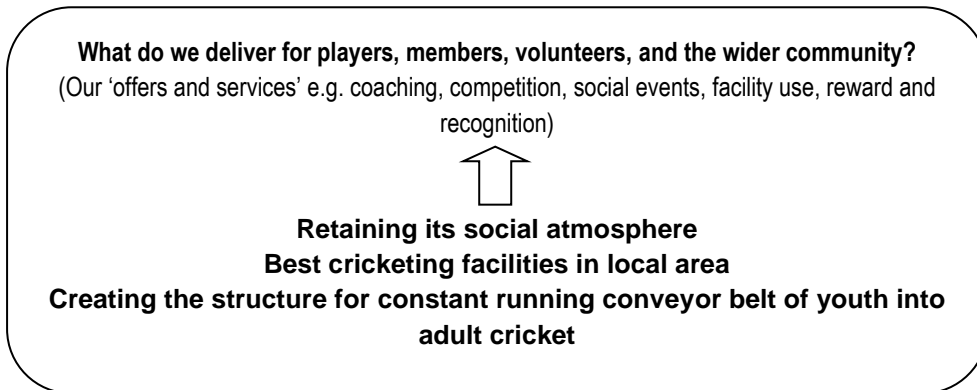 What do we deliver for players, members, volunteers, and the wider community?
(Our ‘offers and services’ e.g. coaching, competition, social events, facility use, reward and
recognition)
Retaining its social atmosphere
Best cricketing facilities in local area
Creating the structure for constant running conveyor belt of youth into
adult cricket